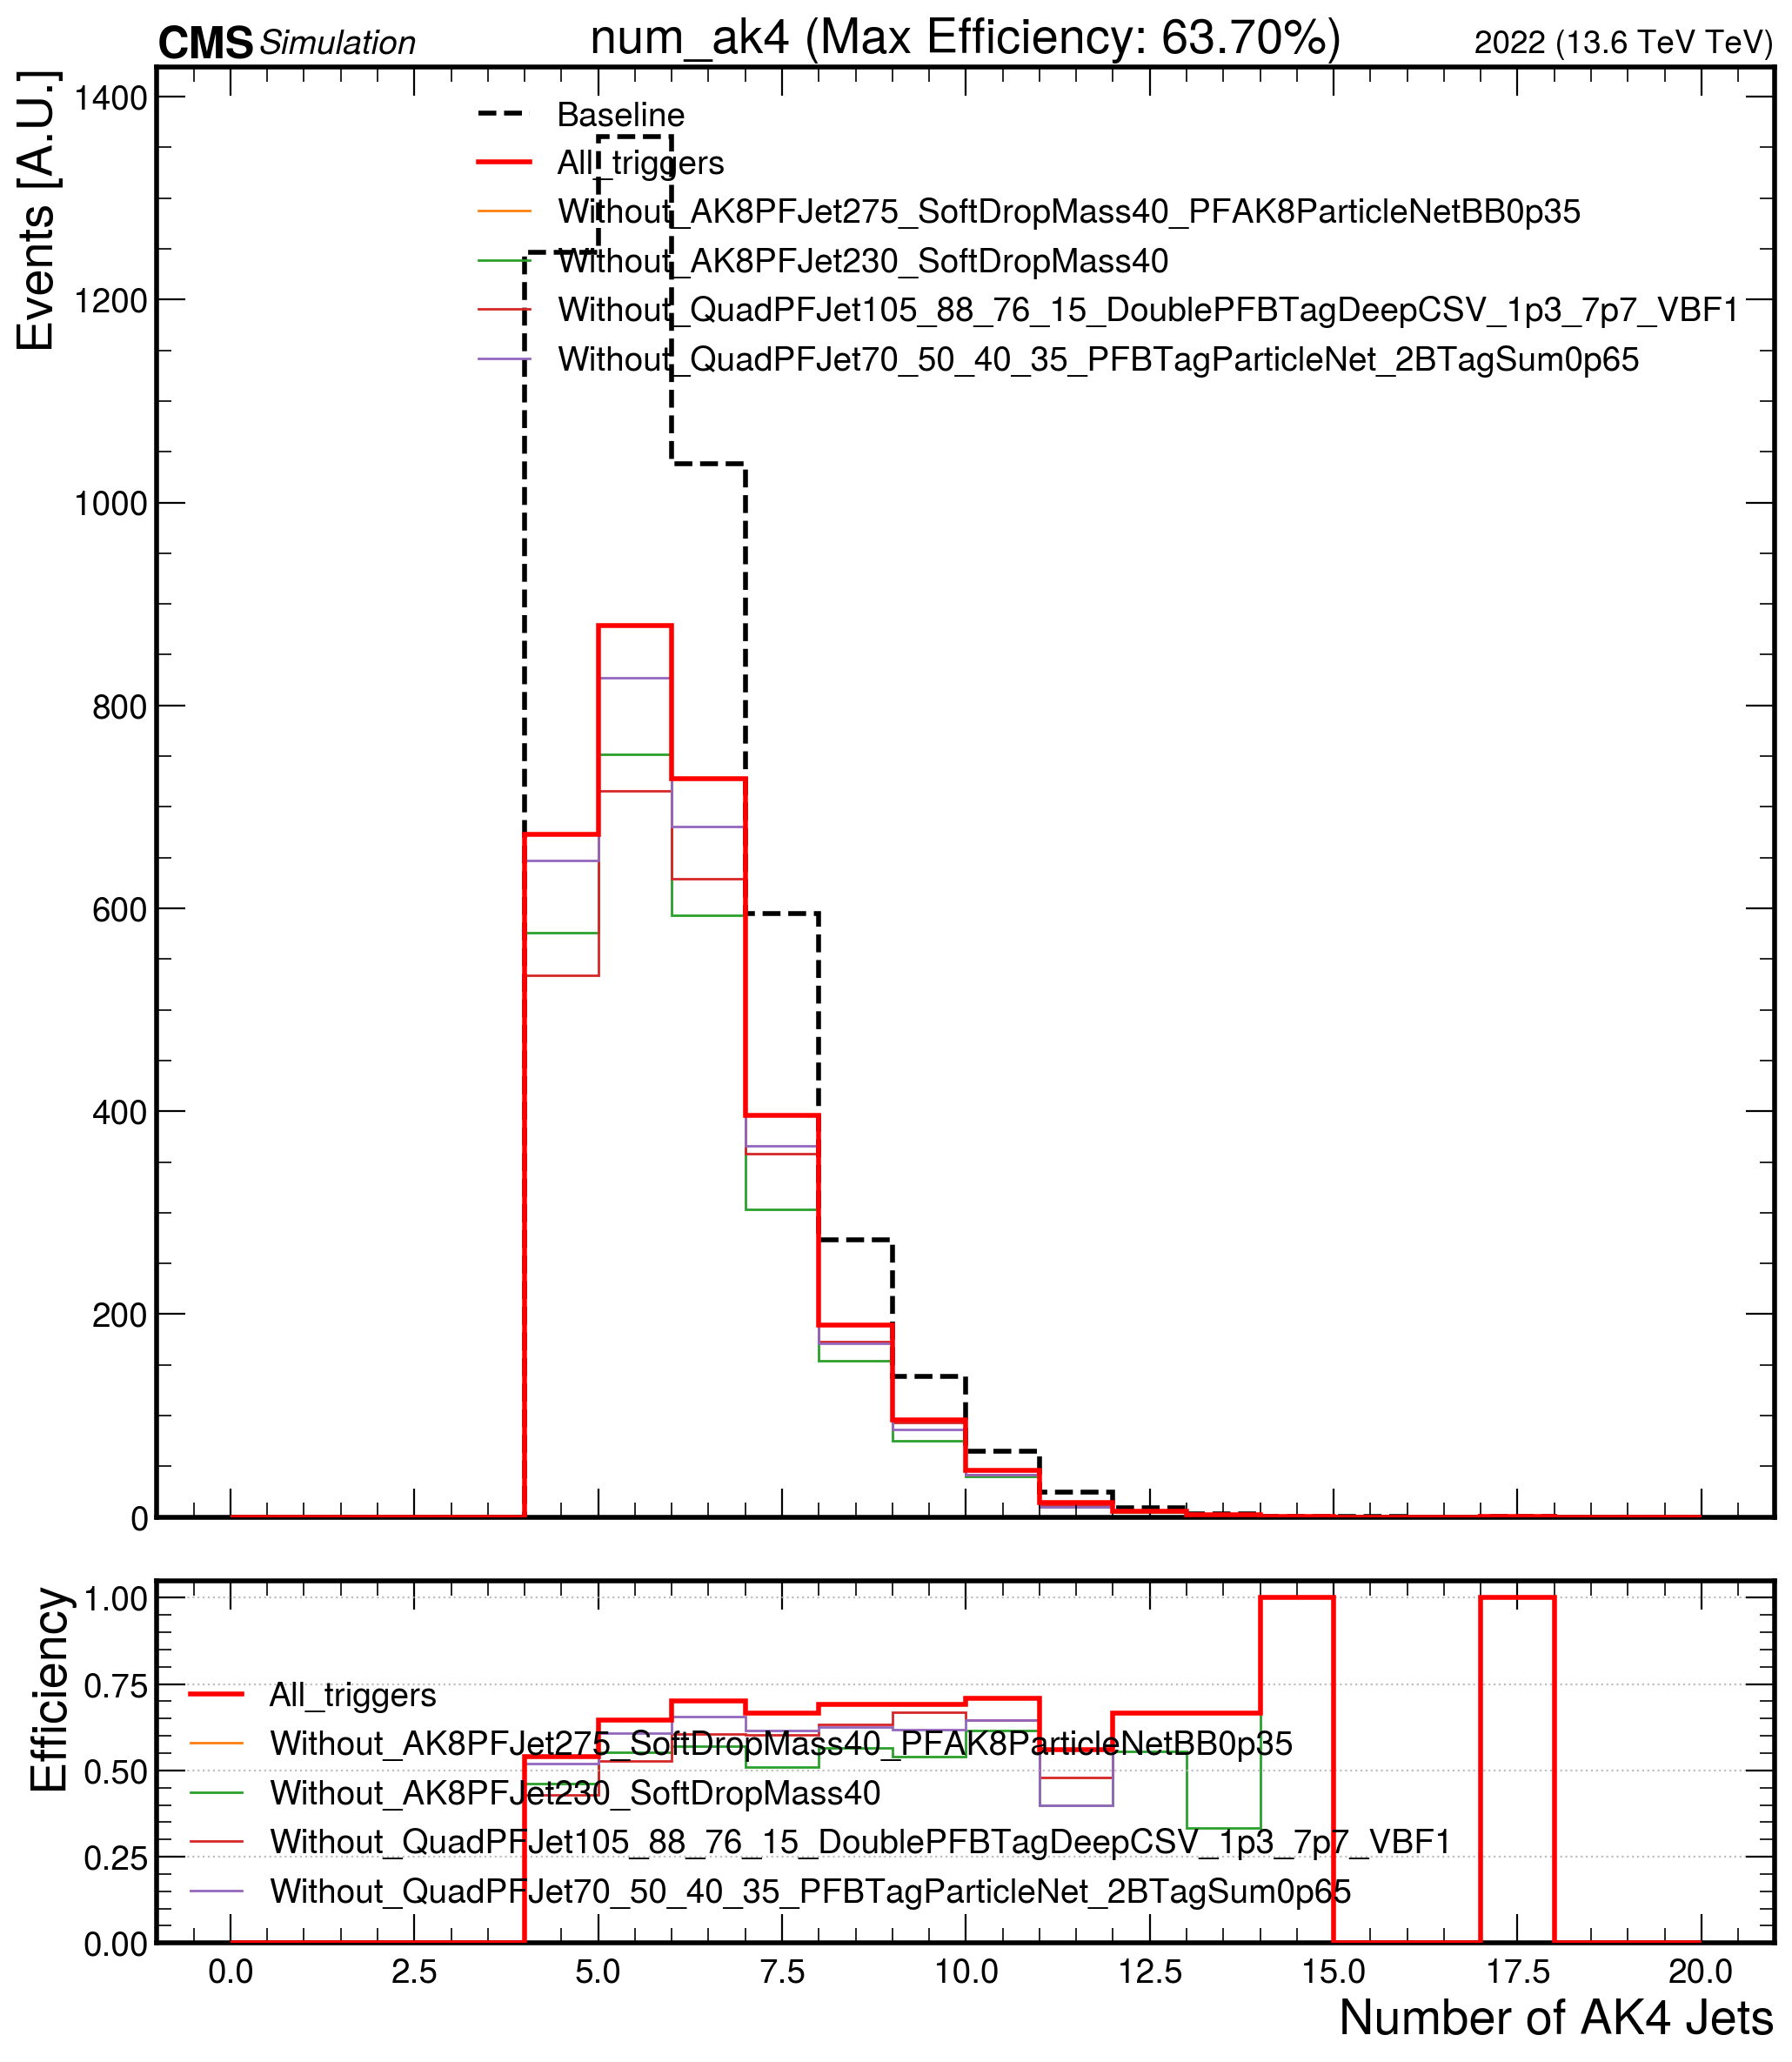 CMS Simulation num_ak4 (Max Efficiency: 63.70%) 2022 (13.6 TeV TeV)
Events [A.U.]
1400
1200
1000
800
600
400
200
0
Baseline
All_triggers
Without_AK8PFJet275_SoftDropMass40_PFAK8ParticleNetBB0p35
Without_AK8PFJet230_SoftDropMass40
Without_QuadPFJet105_88_76_15_DoublePFBTagDeepCSV_1p3_7p7_VBF1
Without_QuadPFJet70_50_40_35_PFBTagParticleNet_2BTagSum0p65
Efficiency
1.00
0.75
0.50
0.25
0.00
All_triggers
Without_AK8PFJet275_SoftDropMass40_PFAK8ParticleNetBB0p35
Without_AK8PFJet230_SoftDropMass40
Without_QuadPFJet105_88_76_15_DoublePFBTagDeepCSV_1p3_7p7_VBF1
Without_QuadPFJet70_50_40_35_PFBTagParticleNet_2BTagSum0p65
0.0 2.5 5.0 7.5 10.0 12.5 15.0 17.5 20.0
Number of AK4 Jets